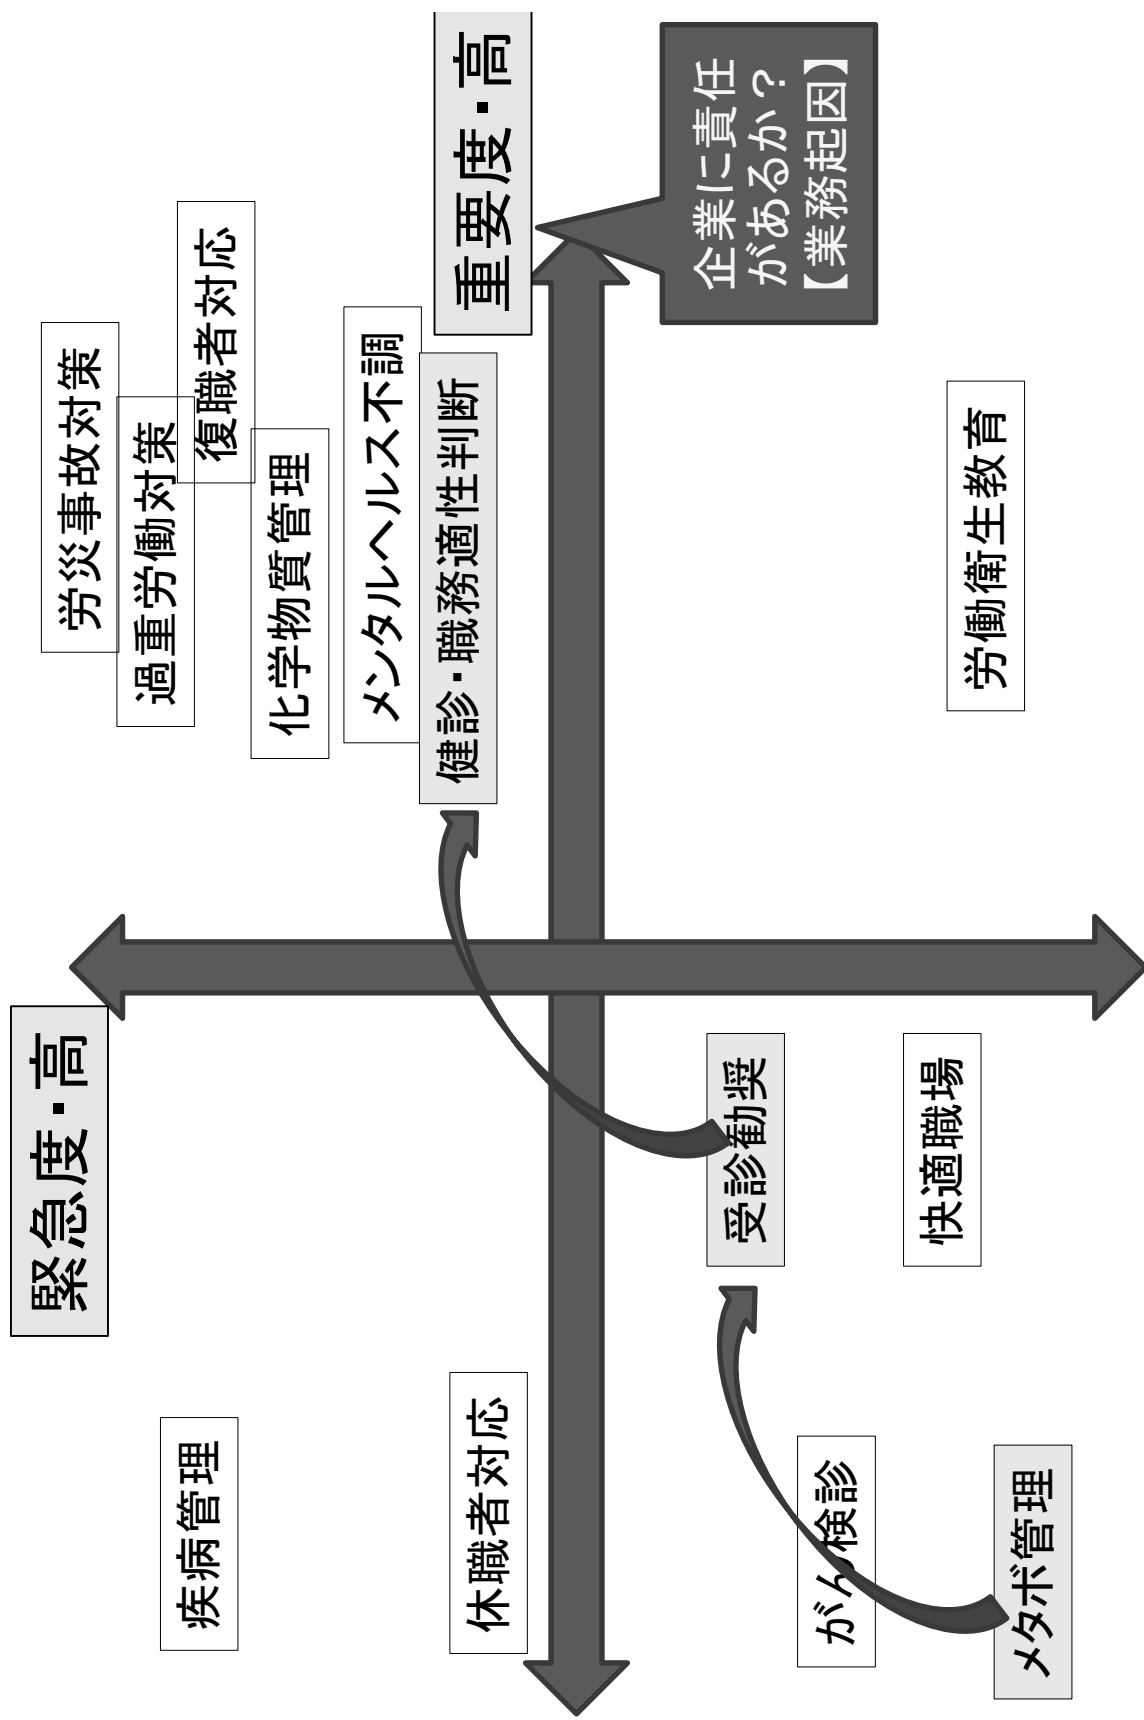 緊急度・高
労災事故対策
過重労働対策
復職者対応
疾病管理
化学物質管理
メンタルヘルス不調
健診・職務適性判断
休職者対応
重要度・高
企業に責任
があるか？
【業務起因】
受診勧奨
がん検診
快適職場
労働衛生教育
メタボ管理